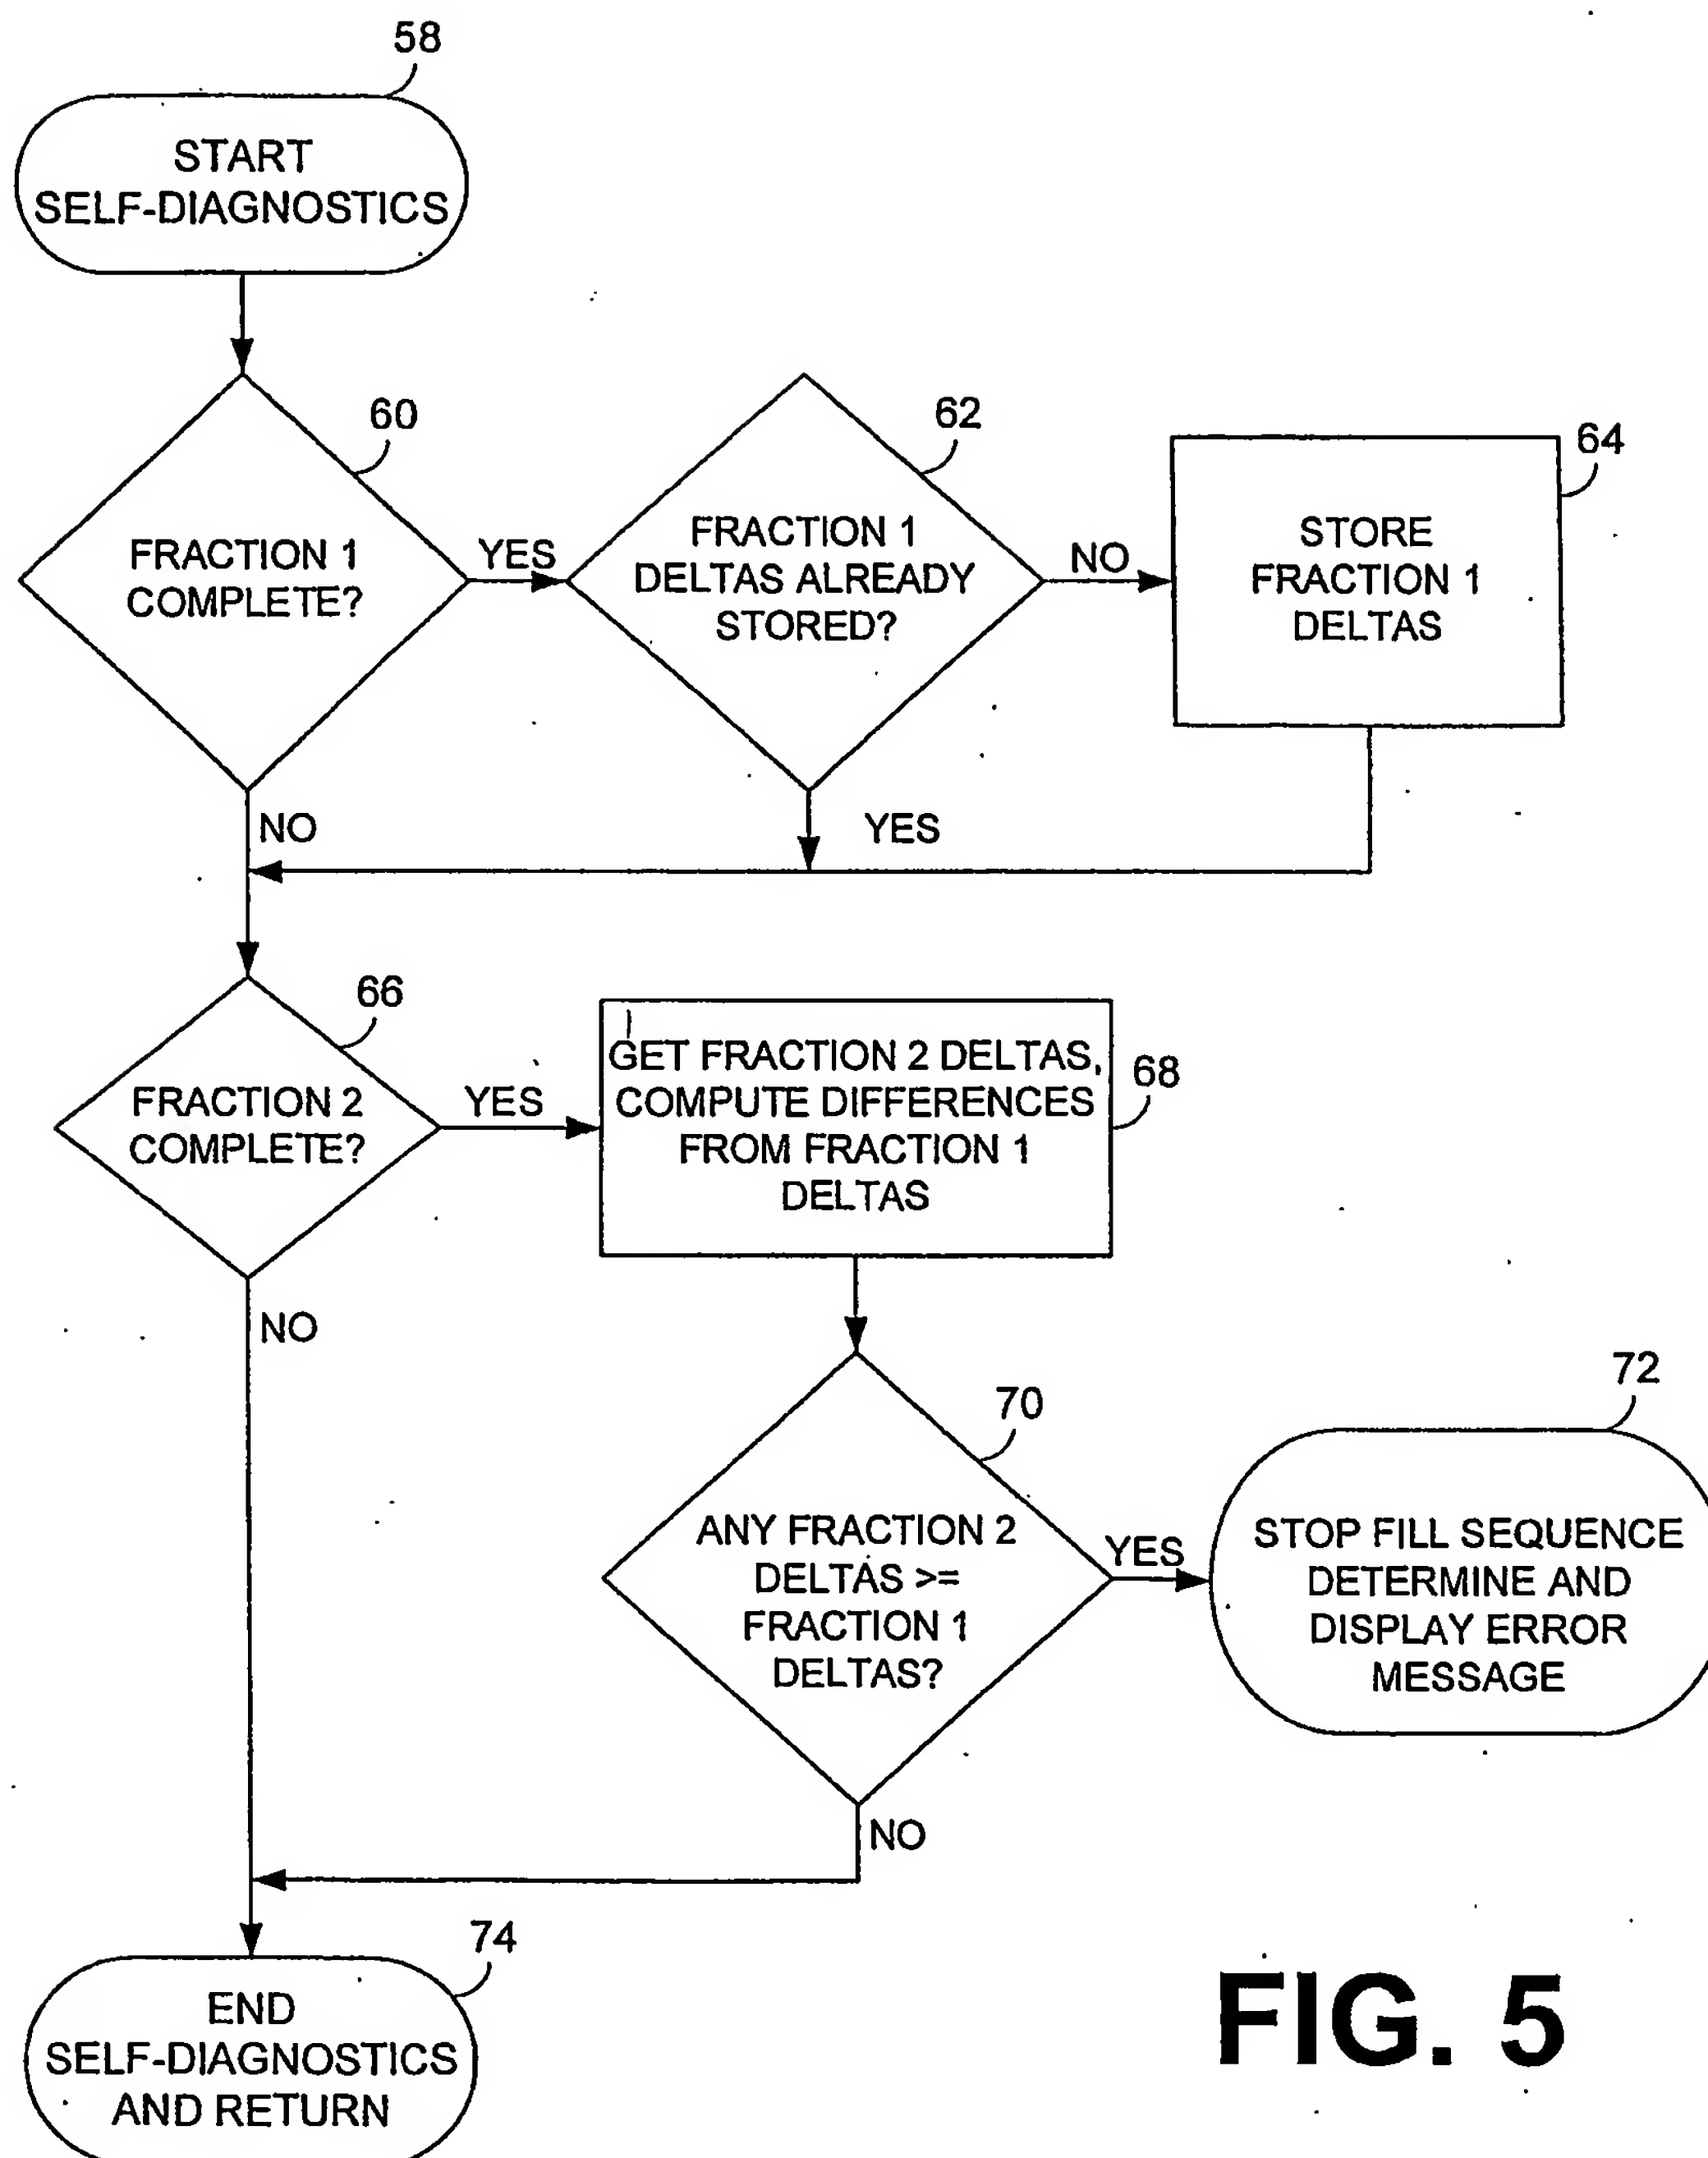 58
START
SELF-DIAGNOSTICS
60
FRACTION 1
COMPLETE?
YES
NO
62
FRACTION 1
DELTAS ALREADY
STORED?
NO
YES
64
STORE
FRACTION 1
DELTAS
66
FRACTION 2
COMPLETE?
YES
NO
68
GET FRACTION 2 DELTAS,
COMPUTE DIFFERENCES
FROM FRACTION 1
DELTAS
70
ANY FRACTION 2
DELTAS >=
FRACTION 1
DELTAS?
YES
NO
72
STOP FILL SEQUENCE
DETERMINE AND
DISPLAY ERROR
MESSAGE
74
END
SELF-DIAGNOSTICS
AND RETURN
FIG. 5